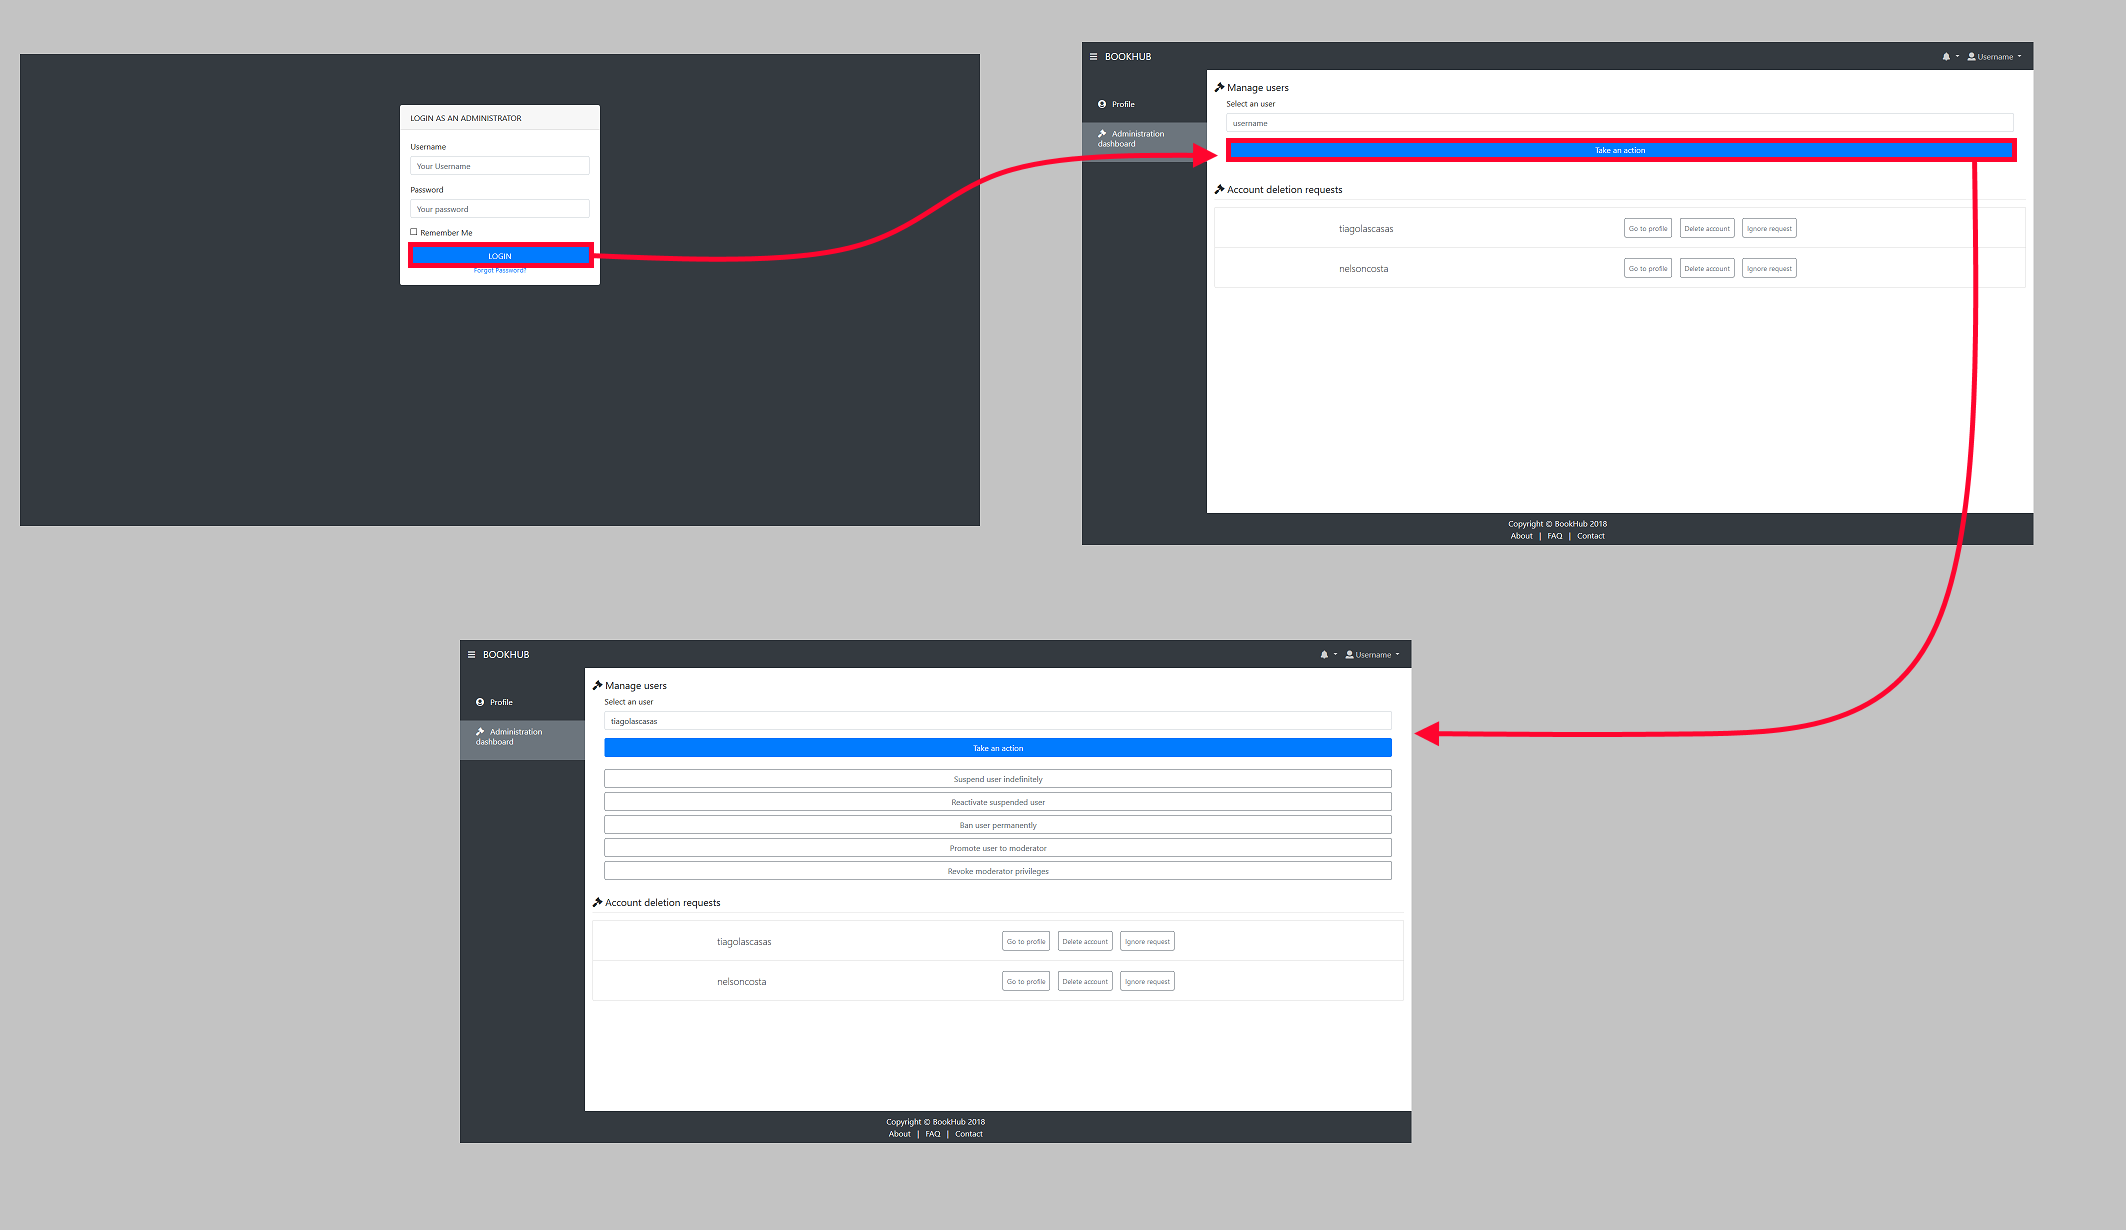 LOGIN AS AN ADMINISTRATOR
Username
Your Username
Password
Your password
Remember Me
LOGIN
Forgot Password?
BOOKHUB
Username
Profile
Administration
dashboard
Manage users
Select an user
username
Take an action
Account deletion requests
tiagolascasas Go to profile Delete account Ignore request
nelsoncosta Go to profile Delete account Ignore request
Copyright © BookHub 2018
About | FAQ | Contact
BOOKHUB
Username
Profile
Administration
dashboard
Manage users
Select an user
tiagolascasas
Take an action
Suspend user indefinitely
Reactivate suspended user
Ban user permanently
Promote user to moderator
Revoke moderator privileges
Account deletion requests
tiagolascasas Go to profile Delete account Ignore request
nelsoncosta Go to profile Delete account Ignore request
Copyright © BookHub 2018
About | FAQ | Contact